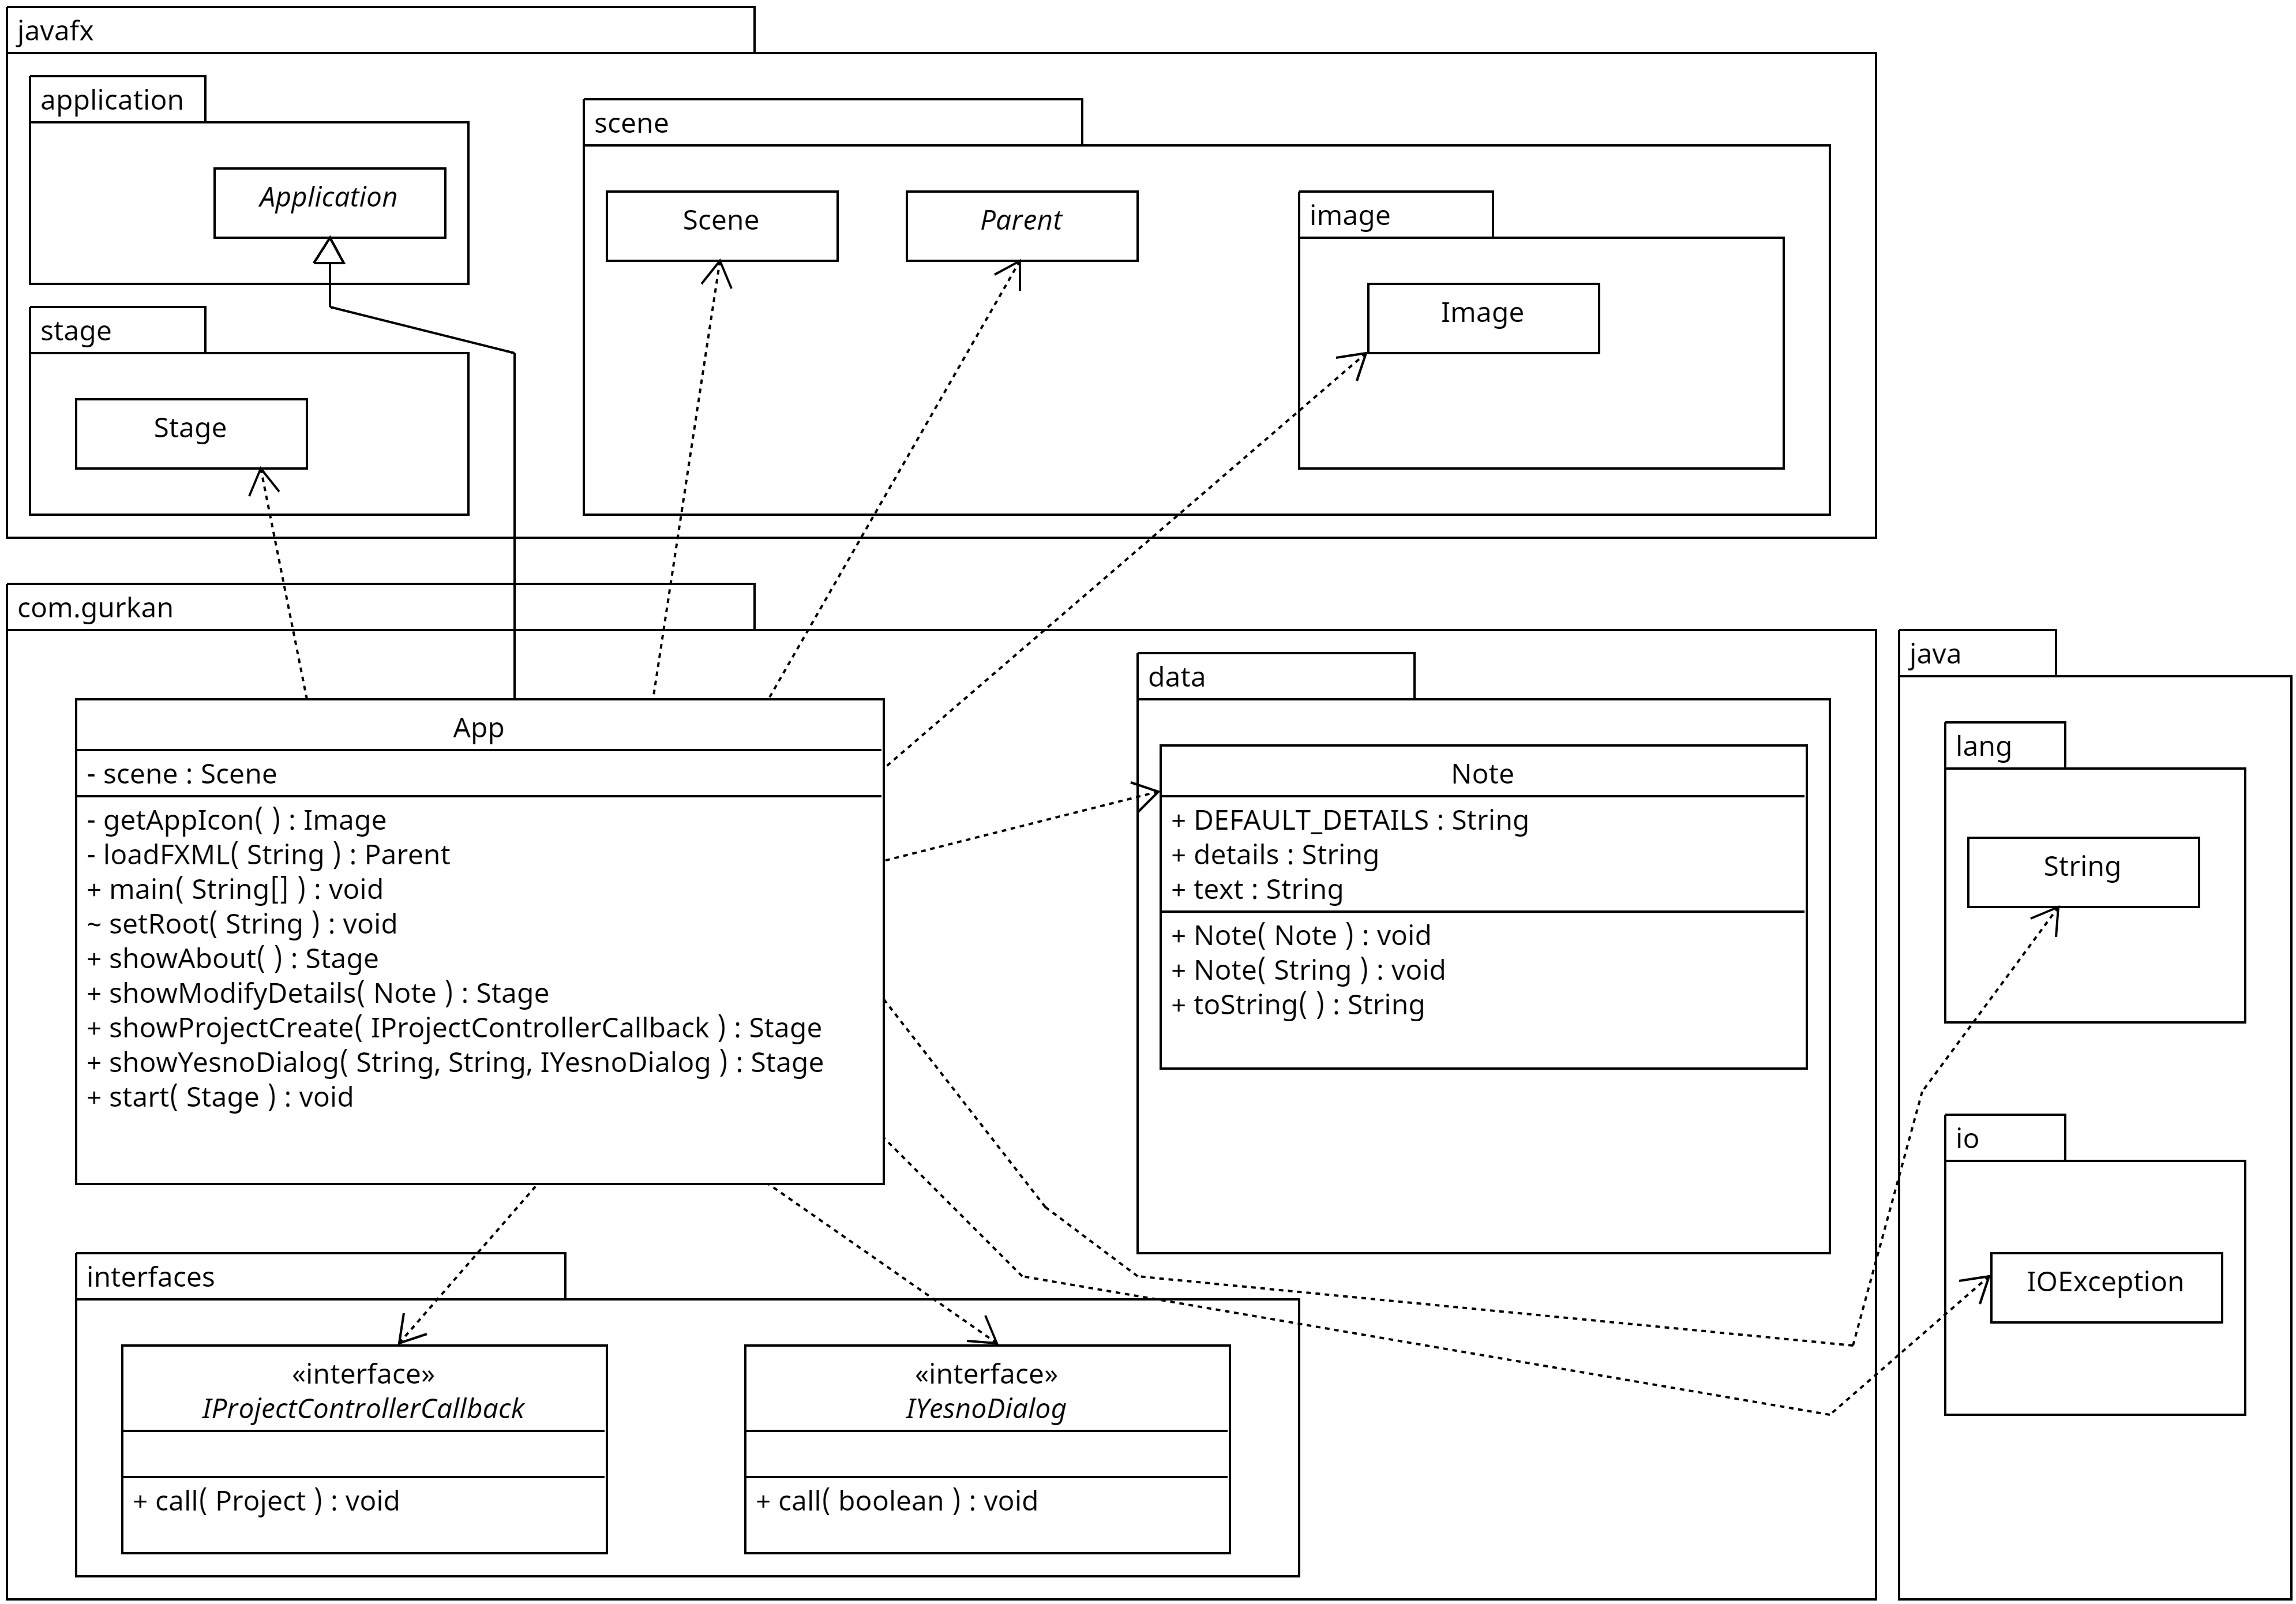 javafx
application
Application
stage
Stage
scene
Scene
Parent
image
Image
com.gurkan
App
- scene : Scene
- getAppIcon( ) : Image
- loadFXML( String ) : Parent
+ main( String[] ) : void
~ setRoot( String ) : void
+ showAbout( ) : Stage
+ showModifyDetails( Note ) : Stage
+ showProjectCreate( IProjectControllerCallback ) : Stage
+ showYesnoDialog( String, String, IYesnoDialog ) : Stage
+ start( Stage ) : void
data
Note
+ DEFAULT_DETAILS : String
+ details : String
+ text : String
+ Note( Note ) : void
+ Note( String ) : void
+ toString( ) : String
interfaces
«interface»
IProjectControllerCallback
+ call( Project ) : void
«interface»
IYesnoDialog
+ call( boolean ) : void
java
lang
String
io
IOException